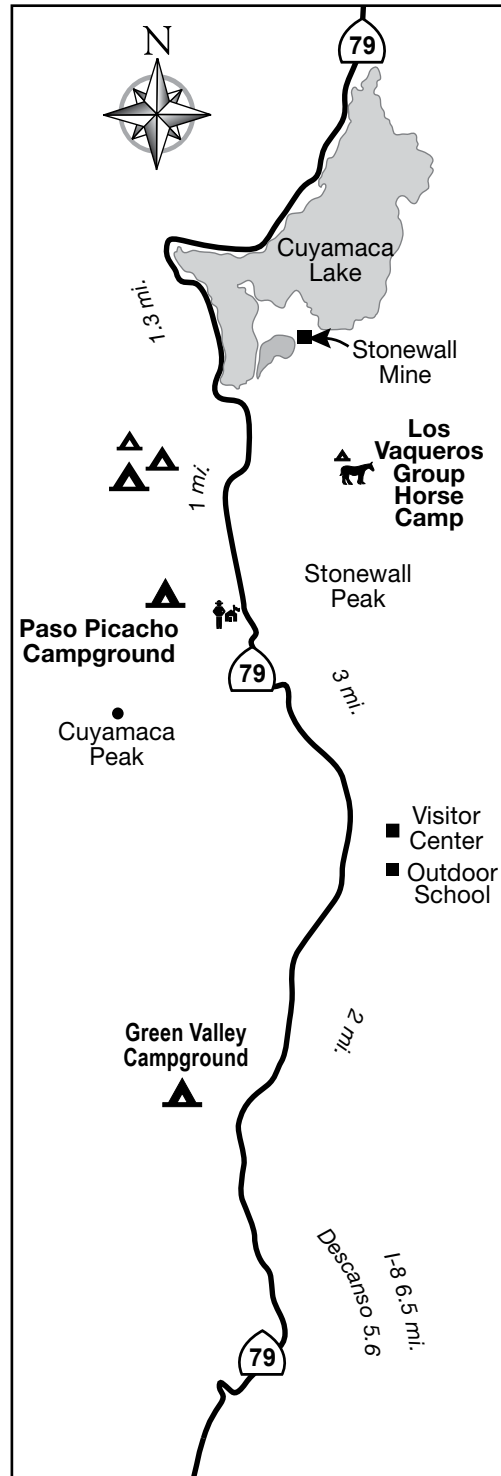 N
79
Cuyamaca
Lake
1.3 mi.
Stonewall
Mine
Los
Vaqueros
Group
Horse
Camp
1 mi.
Stonewall
Peak
Paso Picacho
Campground
79
3 mi.
Cuyamaca
Peak
Visitor
Center
Outdoor
School
2 mi.
Green Valley
Campground
I-8 6.5 mi.
Descanso 5.6
79